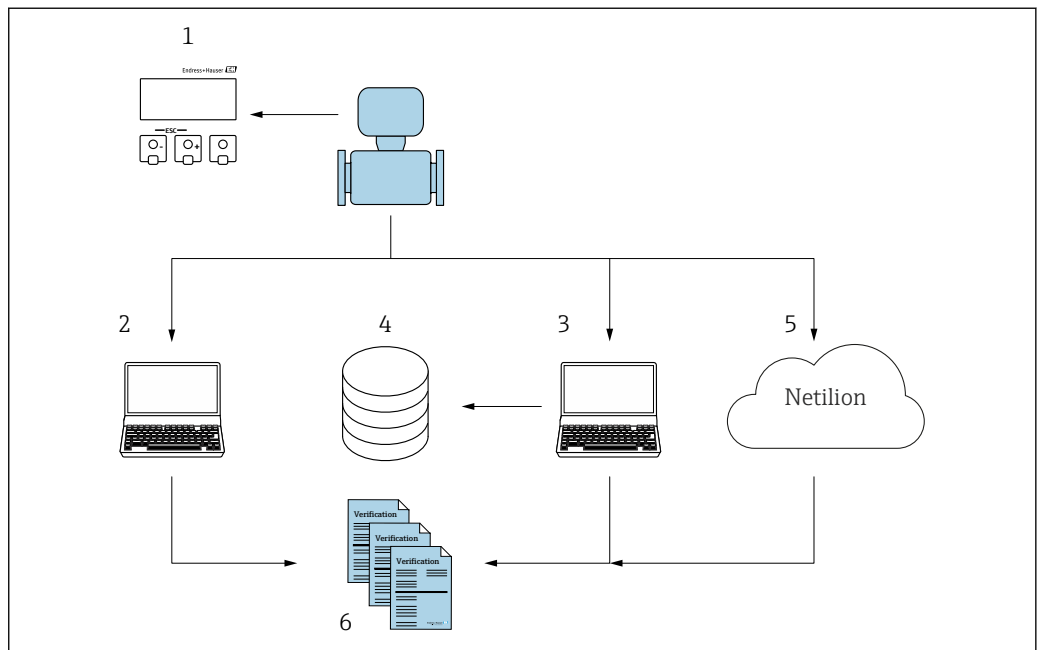 1
Endress+Hauser
ESC
- +
2 4 3 5
Netilion
Verification
Verification
Verification
6